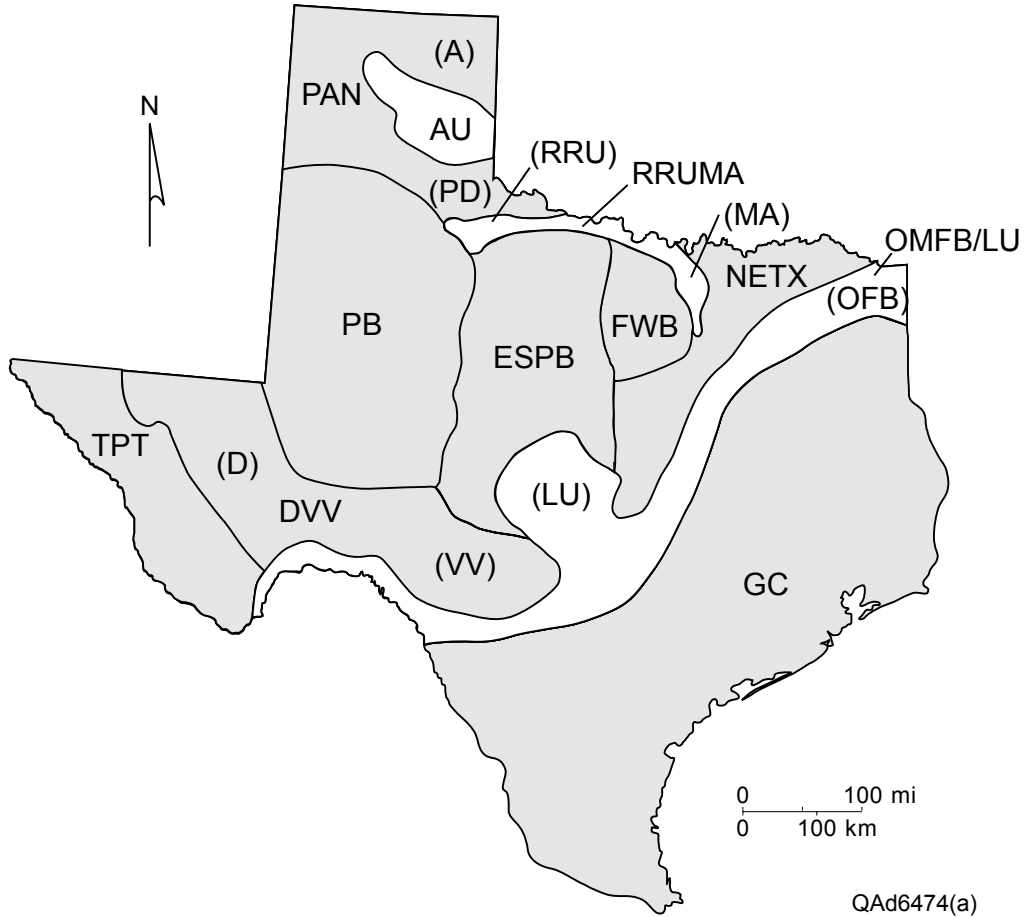 (A)
PAN
N
AU
(RRU)
RRUMA
(PD)
(MA)
OMFB/LU
NETX
(OFB)
PB
FWB
ESPB
TPT
(D)
(LU)
DVV
(VV)
GC
0 100 mi
0 100 km
QAd6474(a)